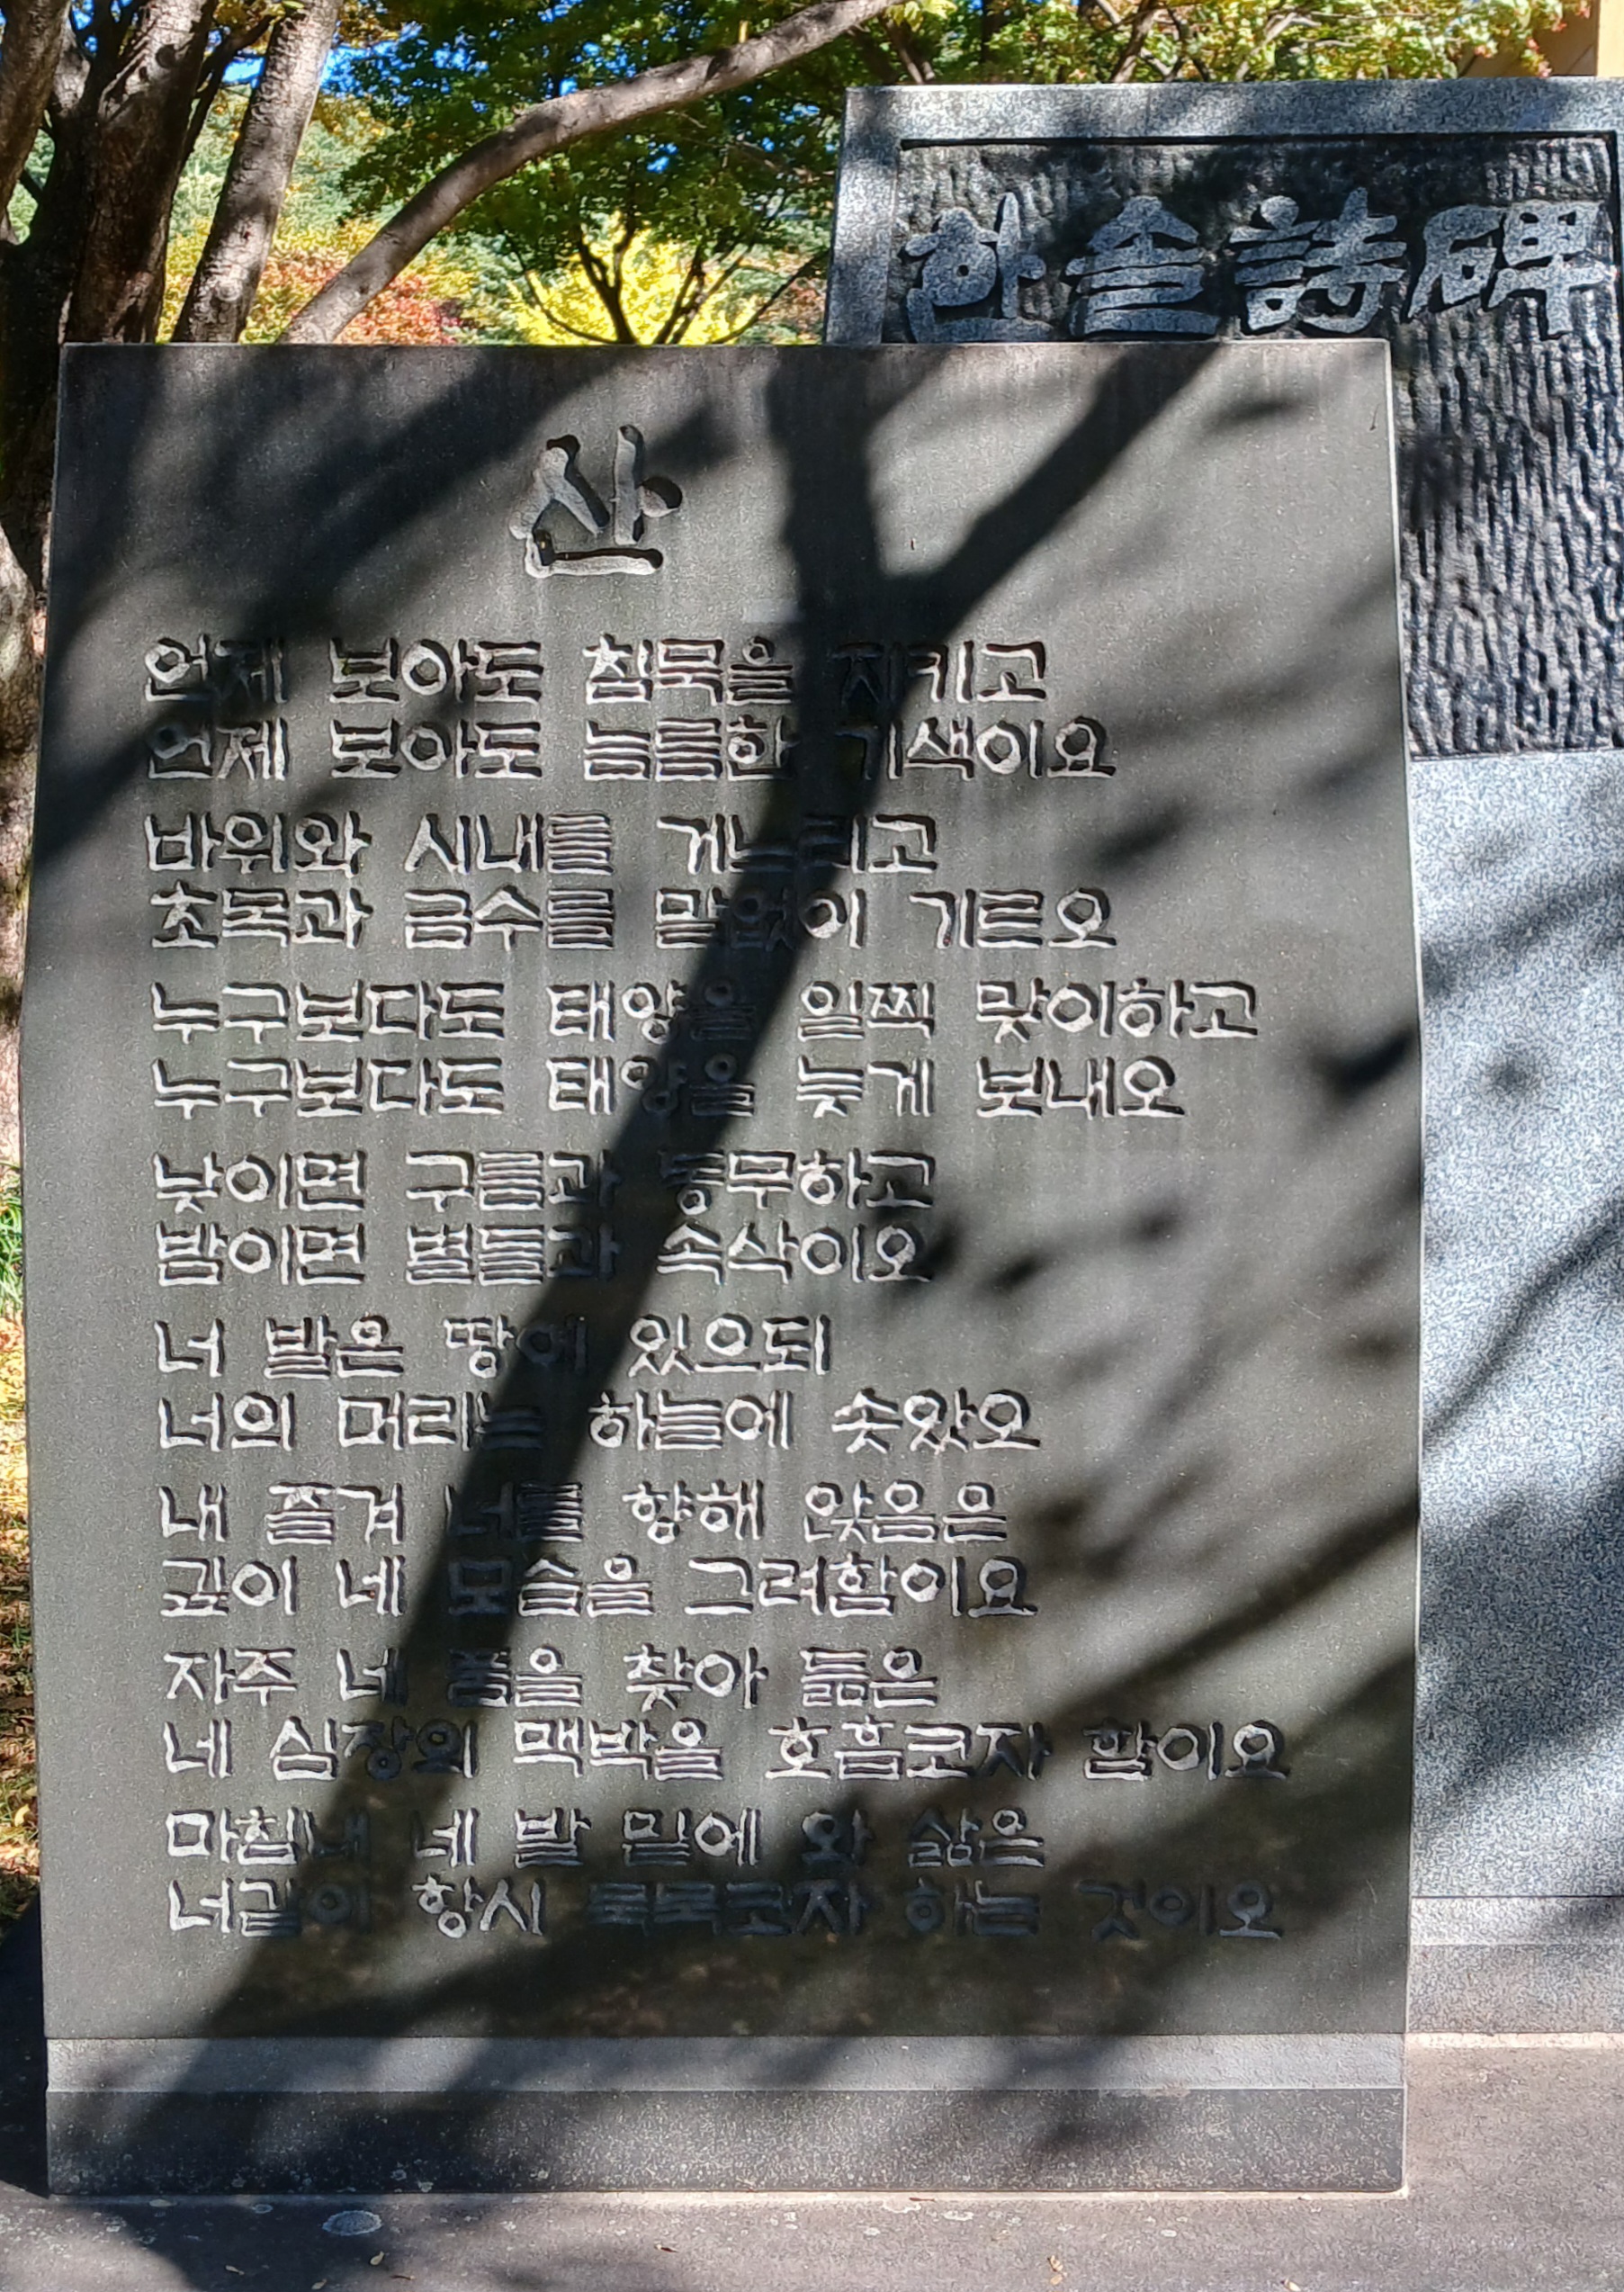 한솔詩碑
산
언제 보아도 침묵을 지키고
언제 보아도 늠름한 기색이요
바위와 시내를 거느리고
초목과 금수를 말없이 기르오
누구보다도 태양을 일찍 맞이하고
누구보다도 태양을 늦게 보내오
낮이면 구름과 동무하고
밤이면 별들과 속삭이오
너 발은 땅에 있으되
너의 머리는 하늘에 솟았오
내 즐겨 너를 향해 앉음은
깊이 네 모습을 그려함이요
자주 네 품을 찾아 듦은
네 심장의 맥박을 호흡코자 함이요
마침내 네 발 밑에 와 삶은
너같이 항시 묵묵코자 하는 것이오